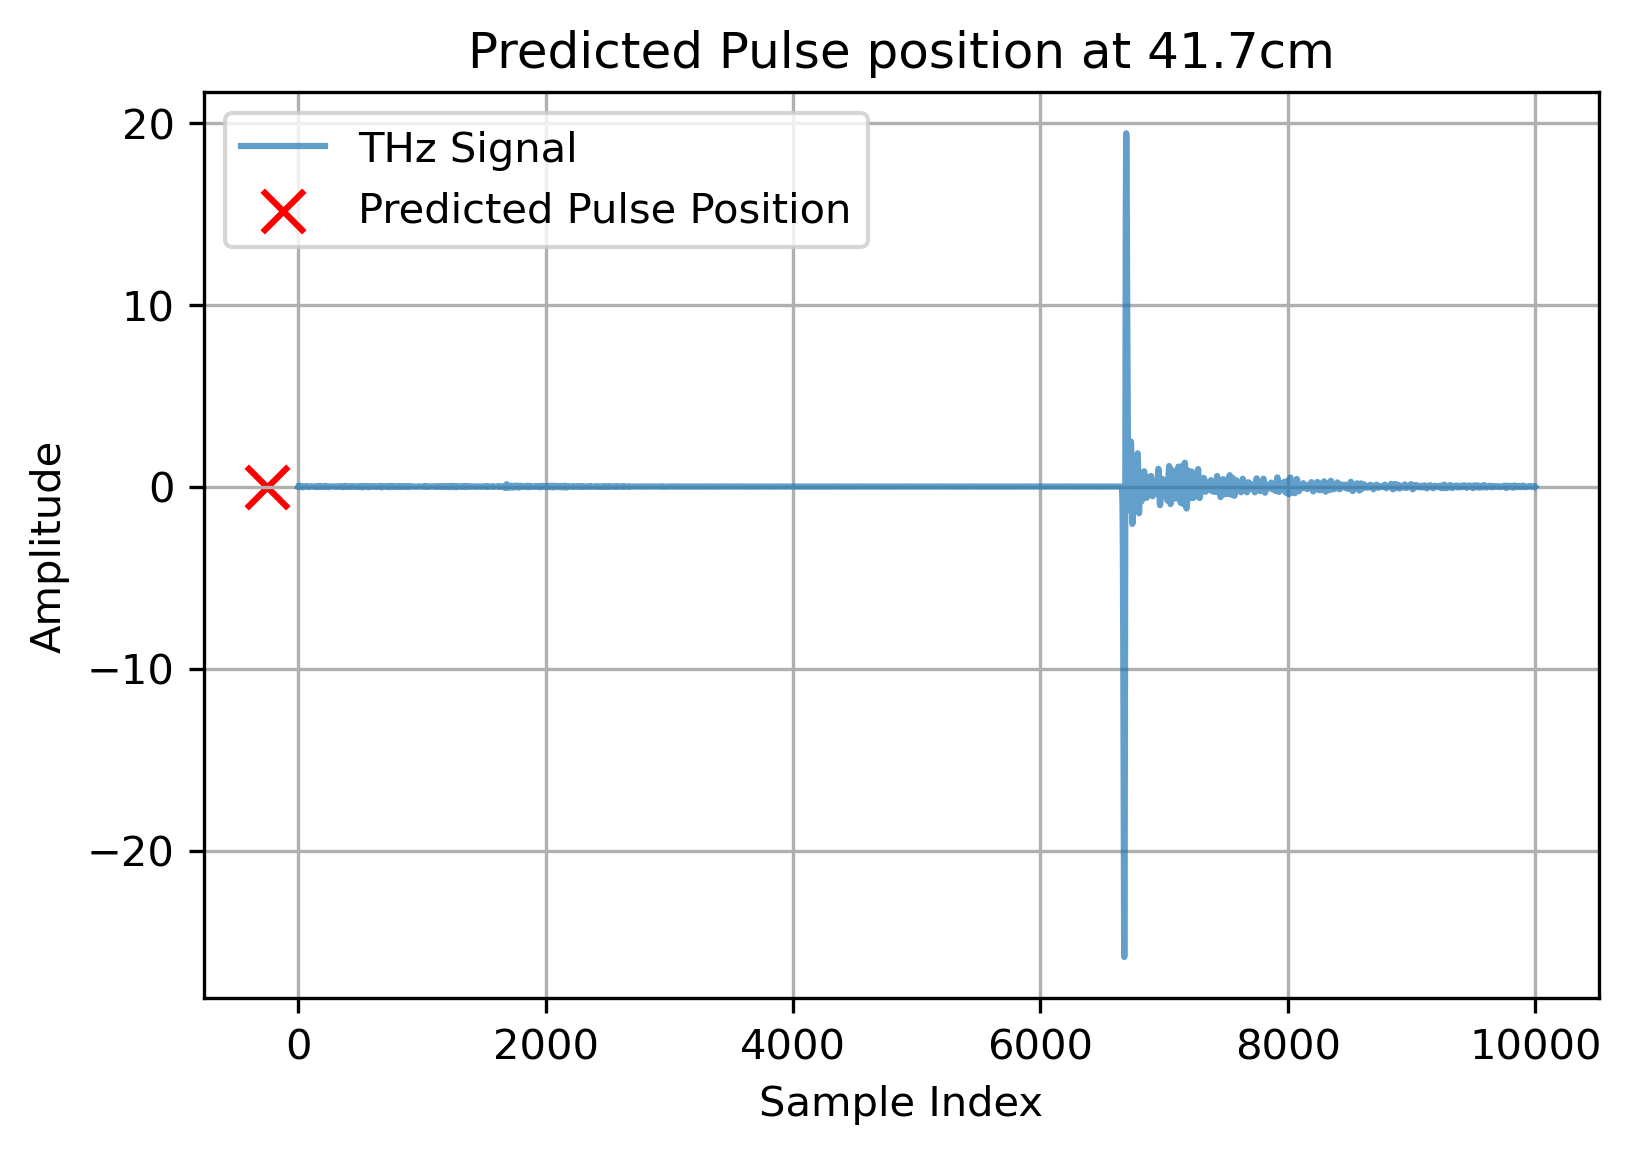 Predicted Pulse position at 41.7cm
THz Signal
Predicted Pulse Position
20
10
0
−10
−20
Amplitude
0 2000 4000 6000 8000 10000
Sample Index